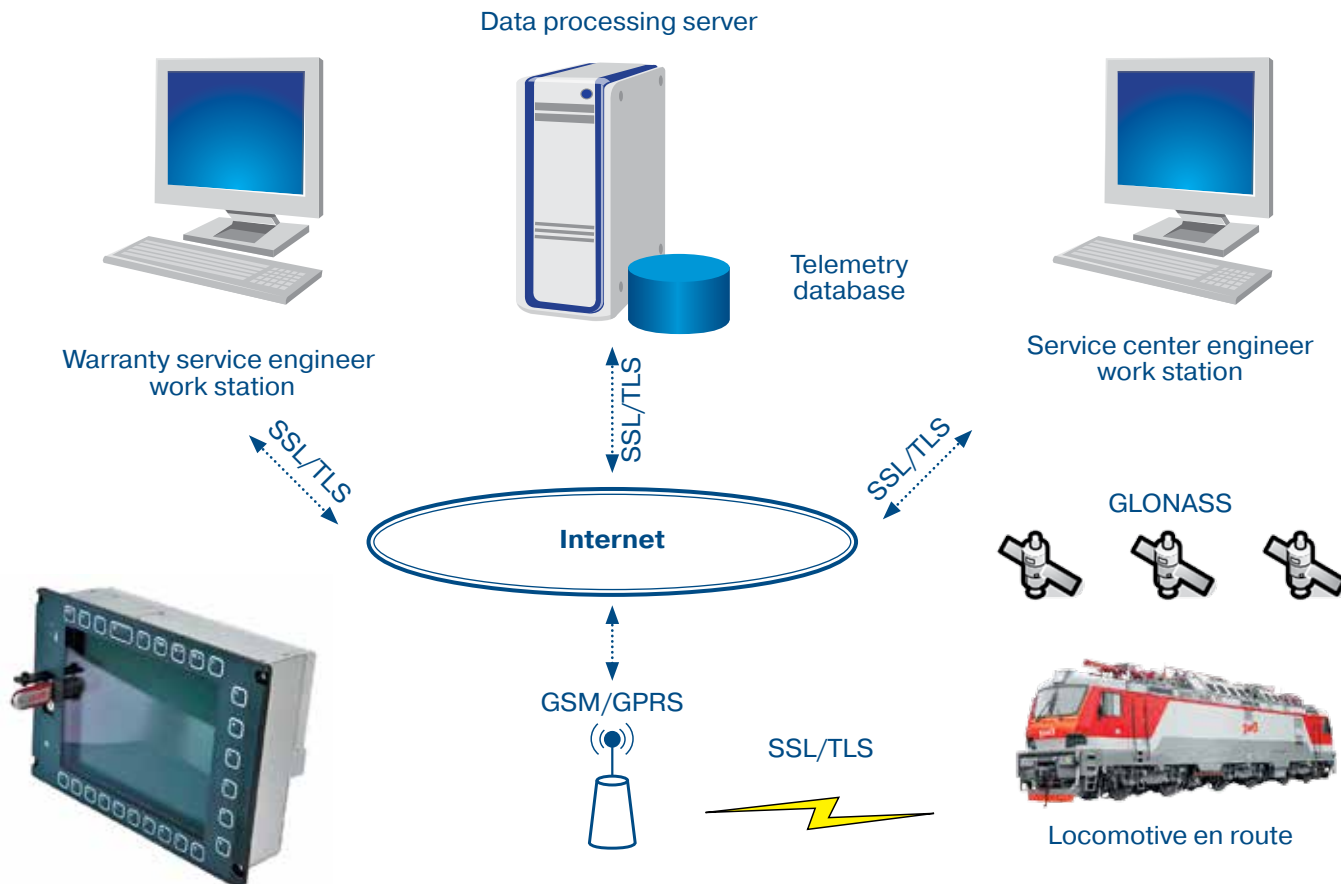 Data processing server
Telemetry
database
Warranty service engineer
work station
Service center engineer
work station
SSL/TLS
SSL/TLS
SSL/TLS
Internet
GLONASS
GSM/GPRS
SSL/TLS
Locomotive en route